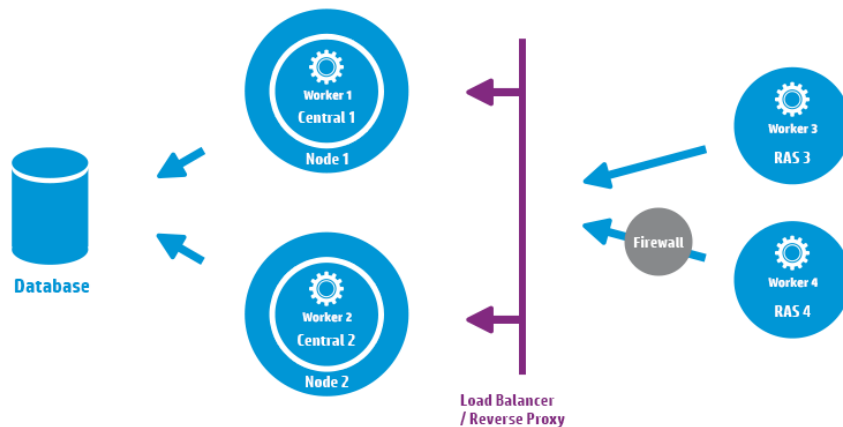 Worker 1
Central 1
Node 1
Database
Worker 2
Central 2
Node 2
Load Balancer
/ Reverse Proxy
Worker 3
RAS 3
Firewall
Worker 4
RAS 4